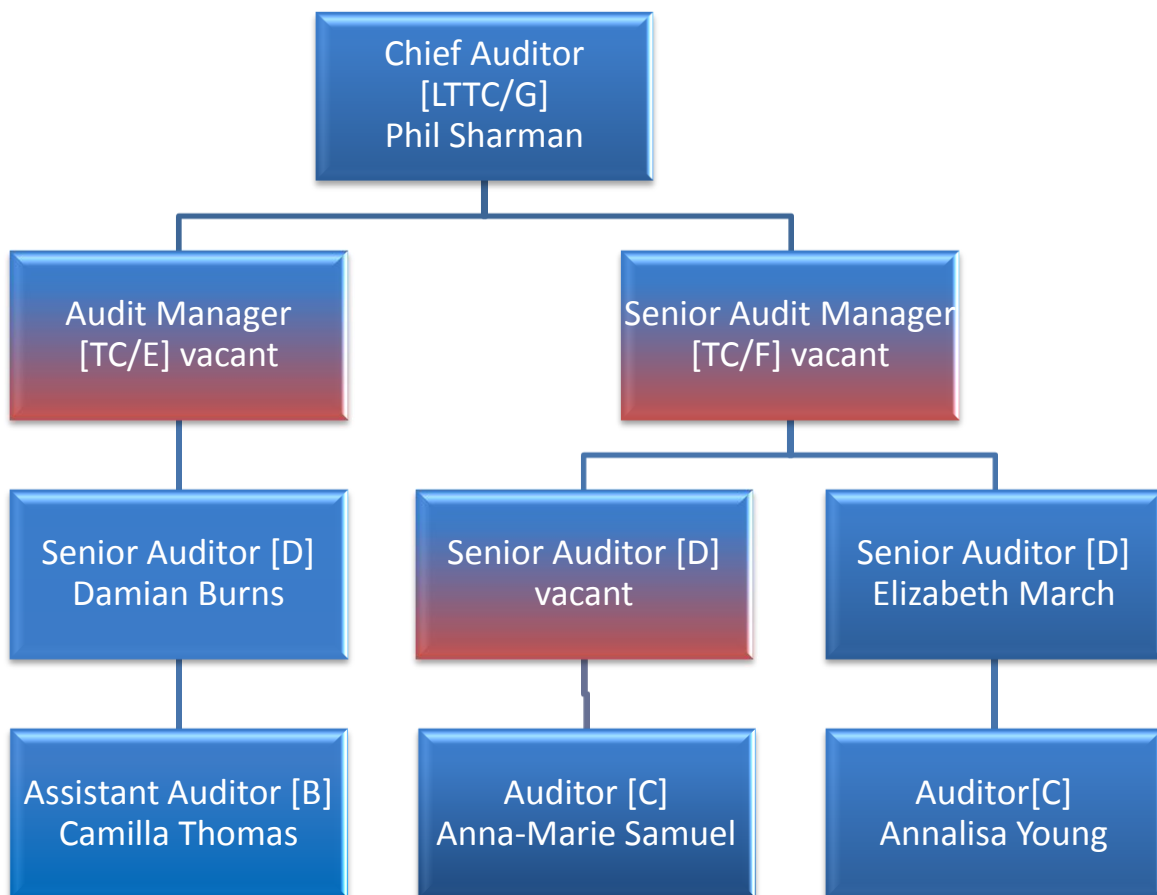 Chief Auditor
[LTTC/G]
Phil Sharman
Audit Manager
[TC/E] vacant
Senior Audit Manager
[TC/F] vacant
Senior Auditor [D]
Damian Burns
Senior Auditor [D]
vacant
Senior Auditor [D]
Elizabeth March
Assistant Auditor [B]
Camilla Thomas
Auditor [C]
Anna-Marie Samuel
Auditor[C]
Annalisa Young